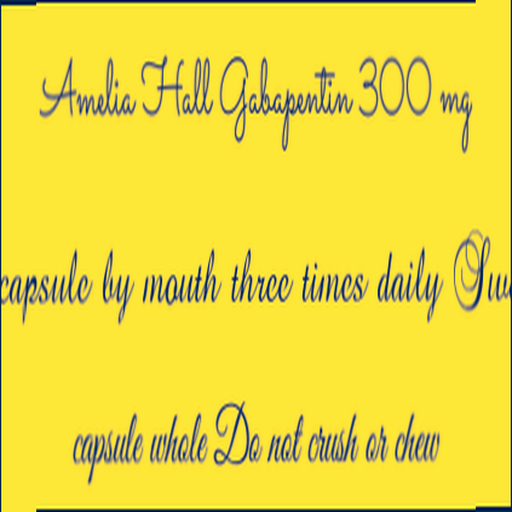 Amelia Hall Gabapentin 300 mg
capsule by mouth three times daily
capsule whole Do not crush or chew